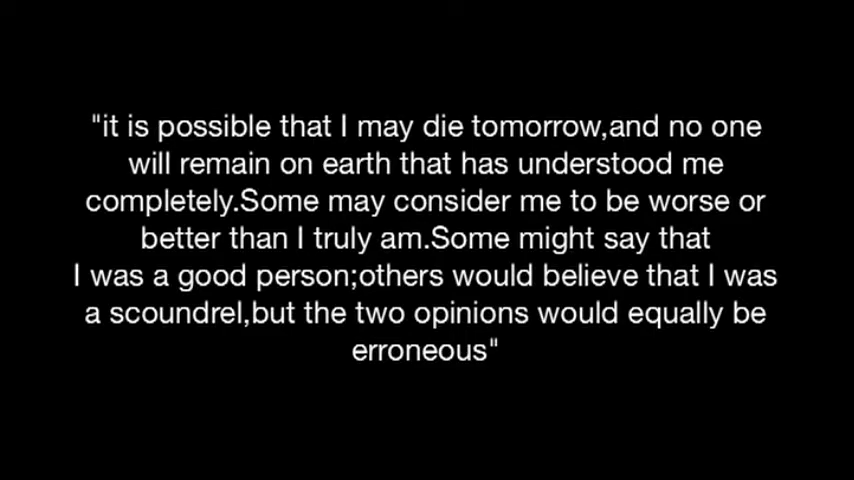 "it is possible that I may die tomorrow,and no one
will remain on earth that has understood me
completely.Some may consider me to be worse or
better than I truly am.Some might say that
I was a good person;others would believe that I was
a scoundrel,but the two opinions would equally be
erroneous"